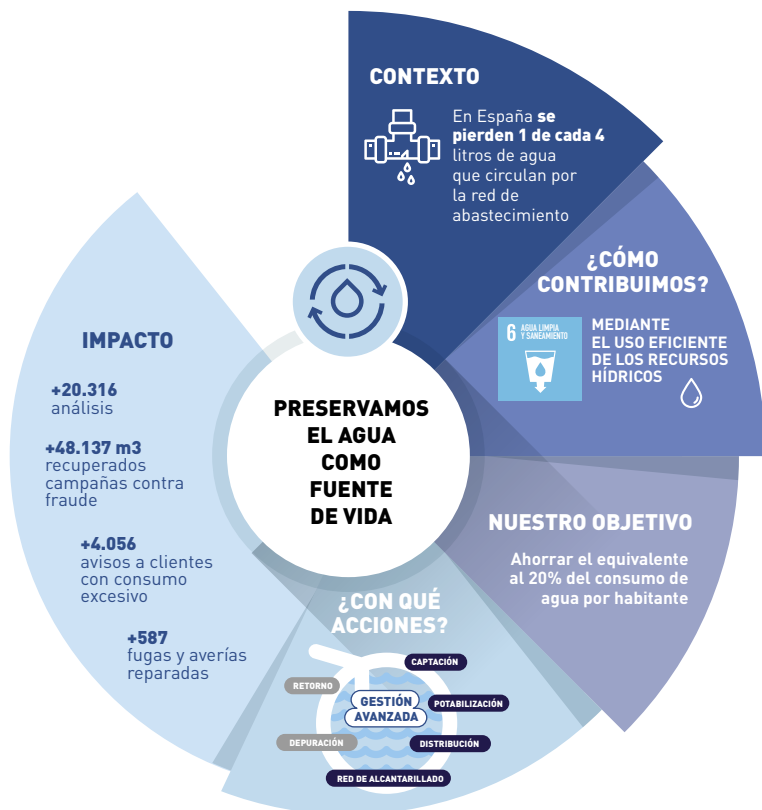 CONTEXTO
En España se
pierden 1 de cada 4
litros de agua
que circulan por
la red de
abastecimiento
¿CÓMO
CONTRIBUIMOS?
6 AGUA LIMPIA
Y SANEAMIENTO
MEDIANTE
EL USO EFICIENTE
DE LOS RECURSOS
HÍDRICOS
NUESTRO OBJETIVO
Ahorrar el equivalente
al 20% del consumo de
agua por habitante
¿CON QUÉ
ACCIONES?
CAPTACIÓN
POTABILIZACIÓN
DISTRIBUCIÓN
RED DE ALCANTARILLADO
DEPURACIÓN
RETORNO
GESTIÓN
AVANZADA
IMPACTO
+20.316
análisis
+48.137 m3
recuperados
campañas contra
fraude
+4.056
avisos a clientes
con consumo
excesivo
+587
fugas y averías
reparadas
PRESERVAMOS
EL AGUA
COMO
FUENTE
DE VIDA